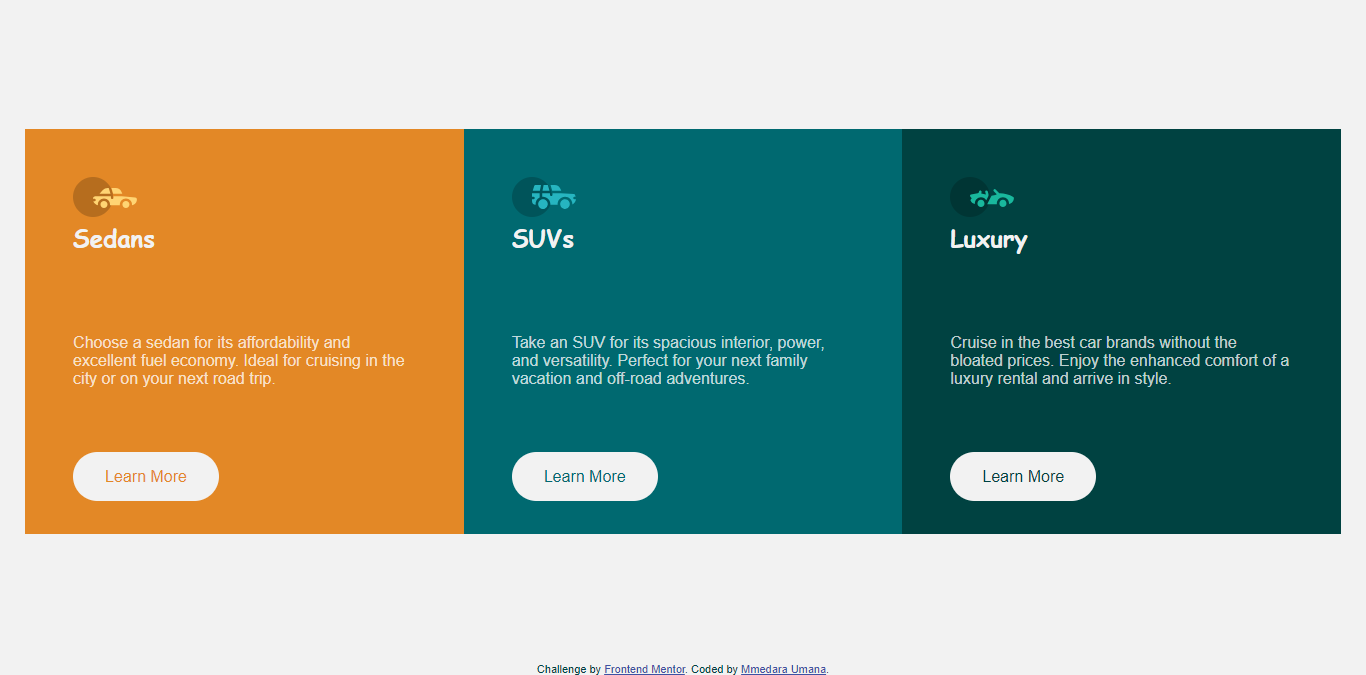 Sedans
Choose a sedan for its affordability and
excellent fuel economy. Ideal for cruising in the
city or on your next road trip.
Learn More
SUVs
Take an SUV for its spacious interior, power,
and versatility. Perfect for your next family
vacation and off-road adventures.
Learn More
Luxury
Cruise in the best car brands without the
bloated prices. Enjoy the enhanced comfort of a
luxury rental and arrive in style.
Learn More
Challenge by Frontend Mentor. Coded by Mmedara Umana.